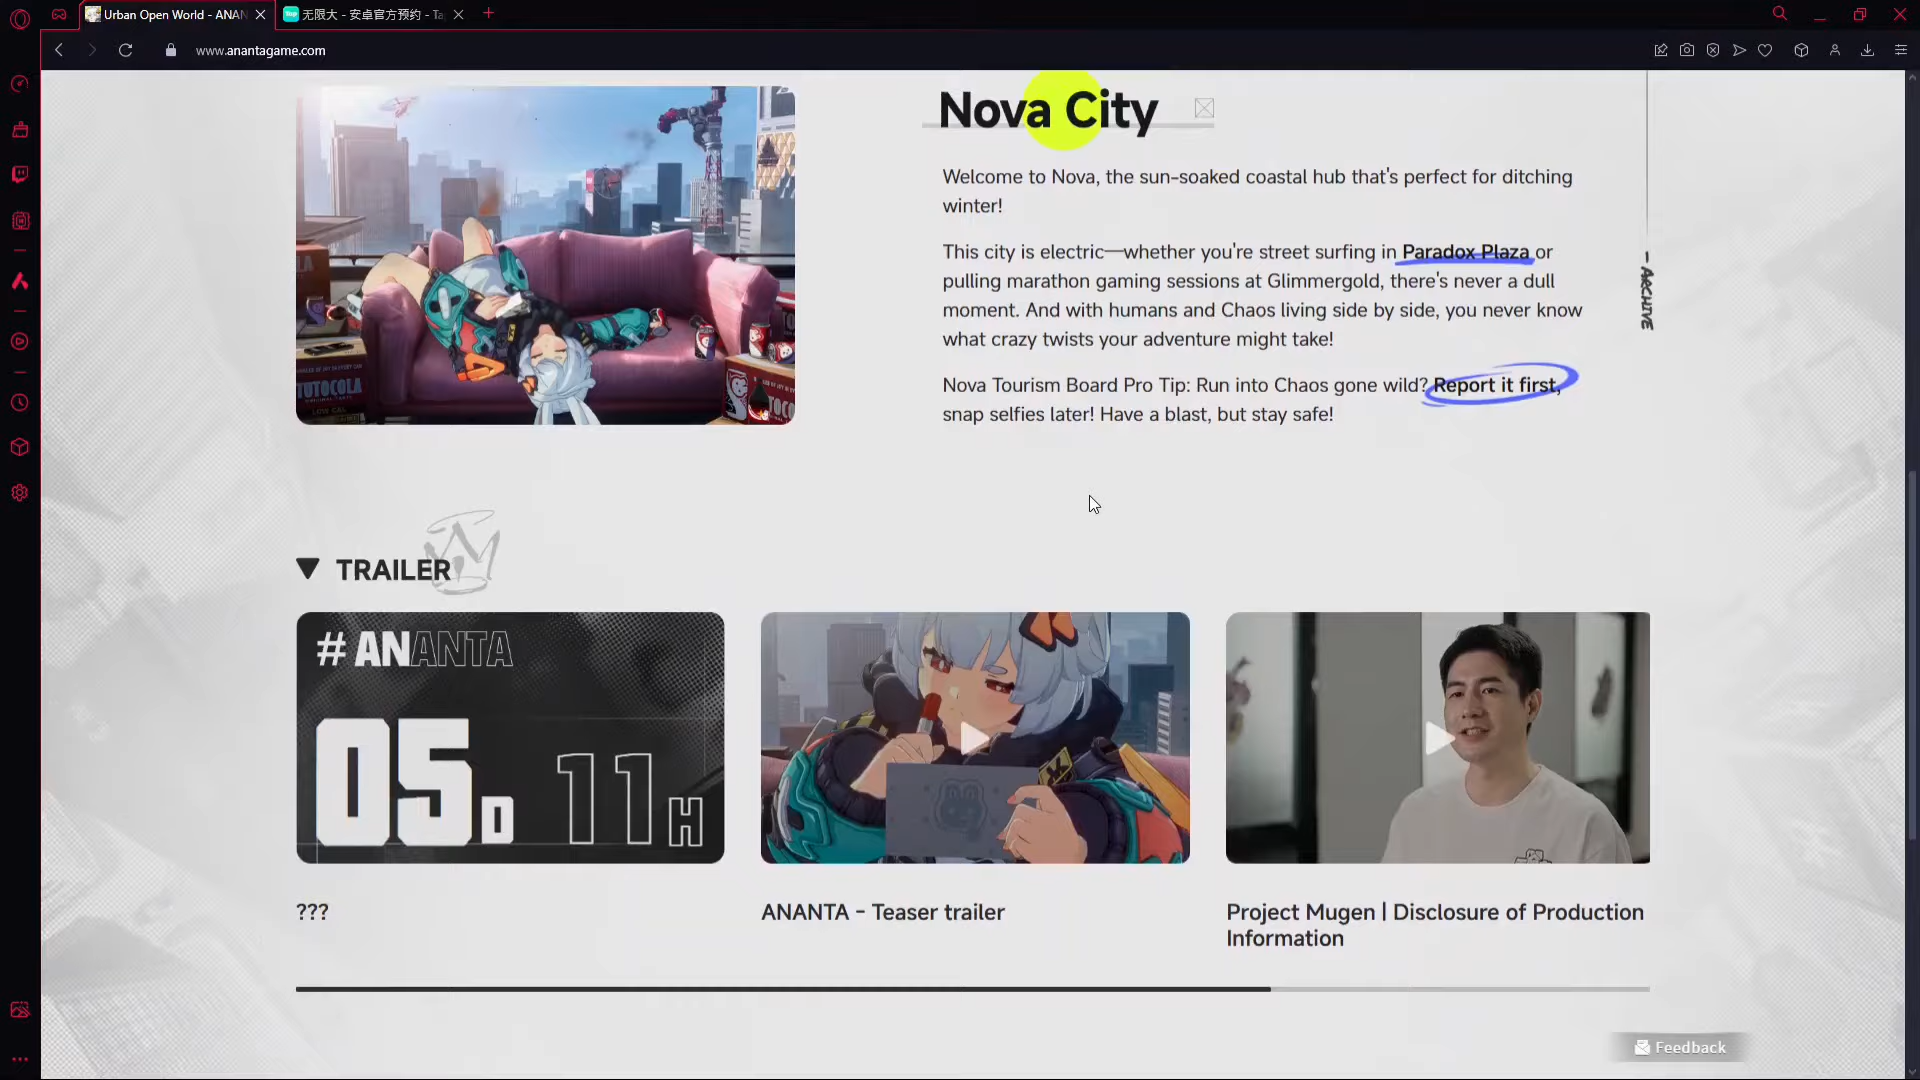 Urban Open World - ANAN
无限大 - 安卓官方预约 - Ta
www.anantagame.com
Nova City
Welcome to Nova, the sun-soaked coastal hub that's perfect for ditching
winter!
This city is electric—whether you're street surfing in Paradox Plaza or
pulling marathon gaming sessions at Glimmergold, there's never a dull
moment. And with humans and Chaos living side by side, you never know
what crazy twists your adventure might take!
Nova Tourism Board Pro Tip: Run into Chaos gone wild? Report it first,
snap selfies later! Have a blast, but stay safe!
- ARCHIVE
TUTOCOLA
LOW CAL
TRAILER
# ANANTA
05D 11H
???
ANANTA - Teaser trailer
Project Mugen | Disclosure of Production
Information
Feedback